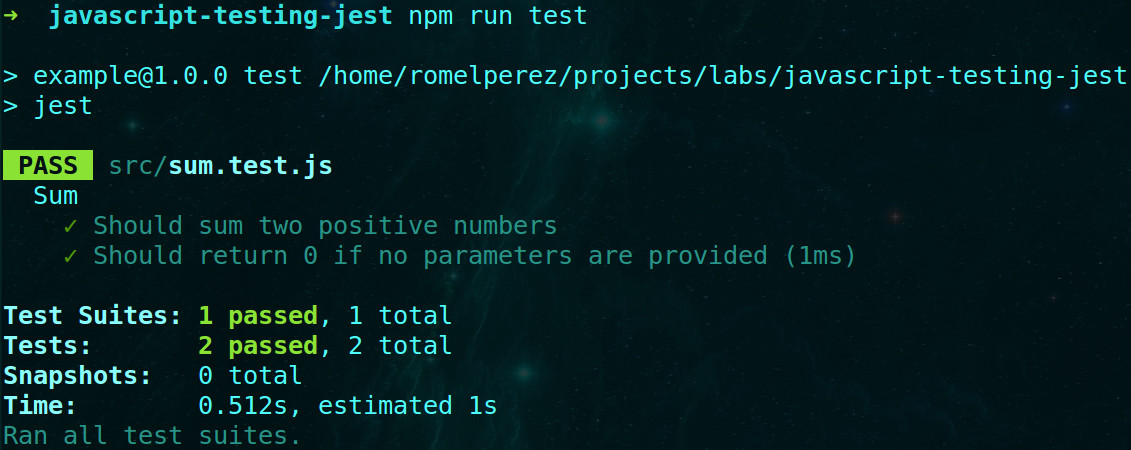 ➜  javascript-testing-jest npm run test
> example@1.0.0 test /home/romelperez/projects/labs/javascript-testing-jest
> jest
PASS  src/sum.test.js
  Sum
    ✓ Should sum two positive numbers
    ✓ Should return 0 if no parameters are provided (1ms)
Test Suites: 1 passed, 1 total
Tests:       2 passed, 2 total
Snapshots:   0 total
Time:        0.512s, estimated 1s
Ran all test suites.